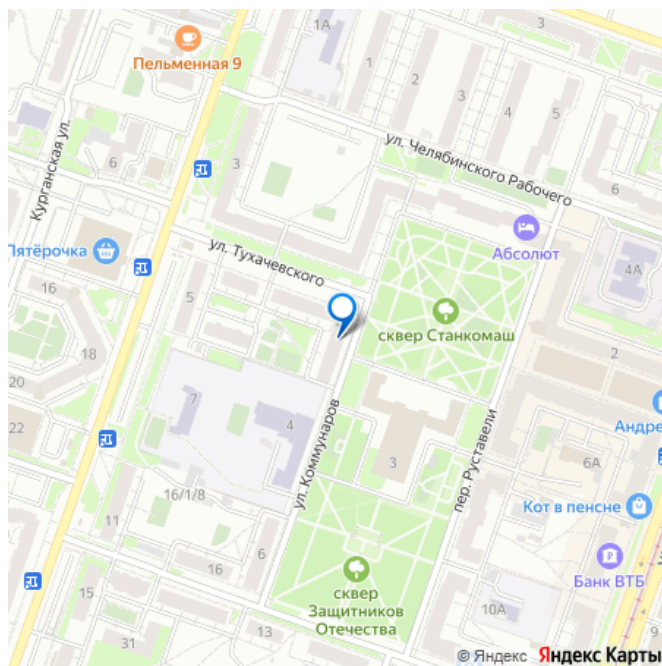 1А
Пельменная 9
1
2
4
5
3
Курганская ул.
6
3
ул. Челябинского Рабочего
6
Абсолют
ул. Тухачевского
Пятёрочка
4А
16
5
сквер Станкомаш
18
2
20
7
4
ул. Коммунаров
пер. Руставели
Андре
22
3
6А
16/1/8
Кот в пенсне
11
16
6
Банк ВТБ
15
сквер
Защитников
Отечества
10А
31
13
9
© Яндекс Яндекс Карты